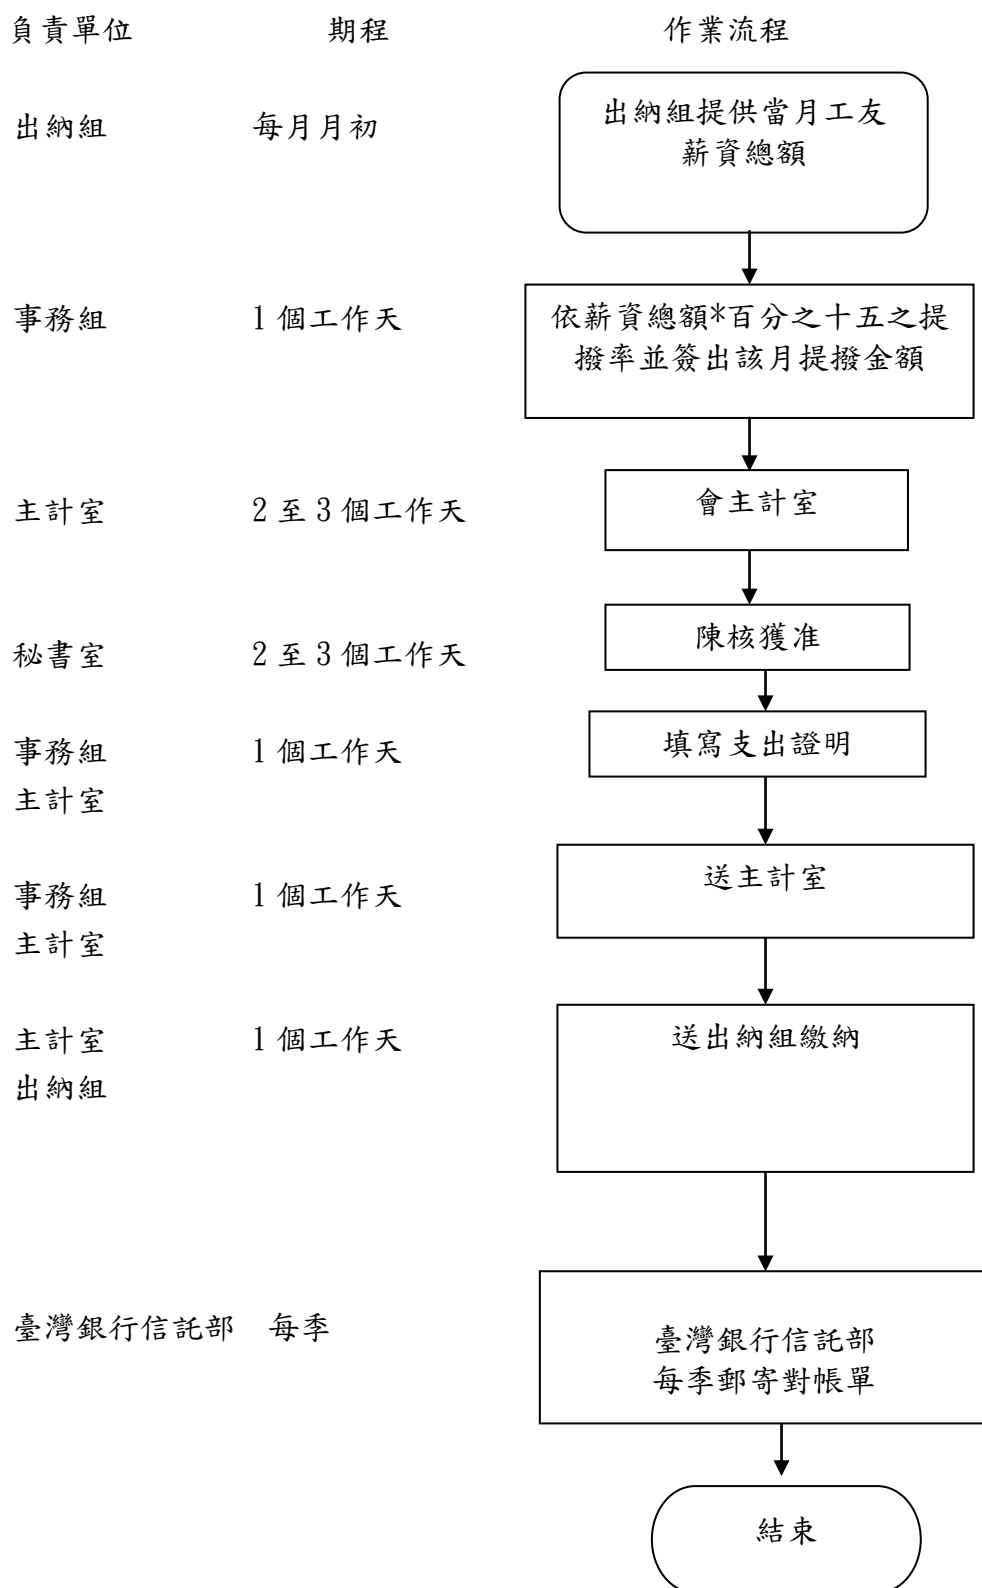 負責單位 期程 作業流程
出納組 每月月初 出納組提供當月工友
薪資總額
事務組 1個工作天 依薪資總額*百分之十五之提
撥率並簽出該月提撥金額
主計室 2至3個工作天 會主計室
秘書室 2至3個工作天 陳核獲准
事務組 1個工作天 填寫支出證明
主計室
事務組 1個工作天 送主計室
主計室
主計室 1個工作天 送出納組繳納
出納組
臺灣銀行信託部 每季 臺灣銀行信託部
每季郵寄對帳單
結束